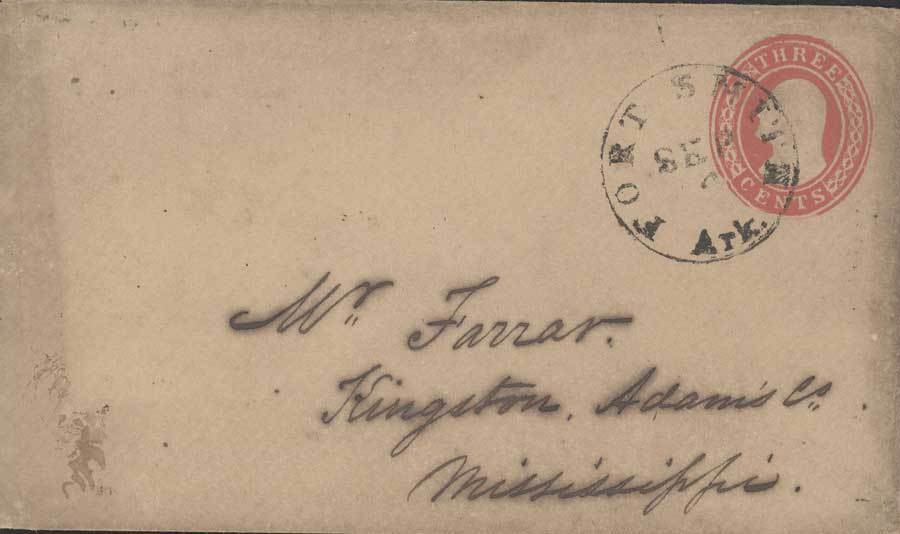 THREE
CENTS
FORT SMITH
SEP
Ark.
Mr. Farrar.
Kingston, Adams Co.
Mississippi.